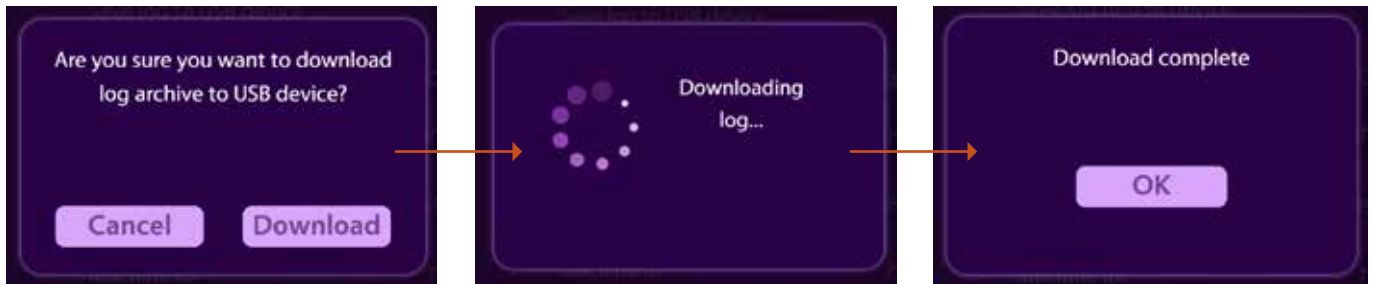 Are you sure you want to download
log archive to USB device?
Cancel
Download
Downloading
log...
Download complete
OK